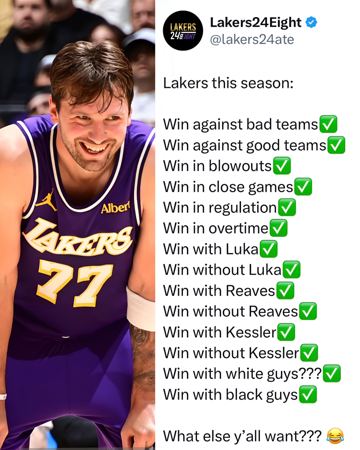 LAKERS
24EIGHT
Lakers24Eight
@lakers24ate
Lakers this season:
Win against bad teams✅
Win against good teams✅
Win in blowouts✅
Win in close games✅
Win in regulation✅
Win in overtime✅
Win with Luka✅
Win without Luka✅
Win with Reaves✅
Win without Reaves✅
Win with Kessler✅
Win without Kessler✅
Win with white guys???✅
Win with black guys✅
What else y’all want??? 😂
Albert
LAKERS
77